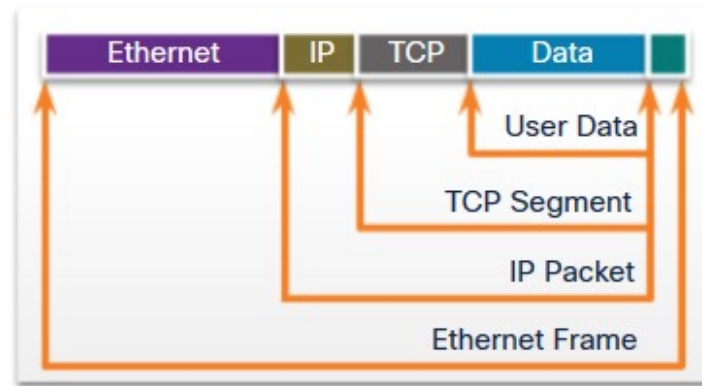 Ethernet IP TCP Data
User Data
TCP Segment
IP Packet
Ethernet Frame